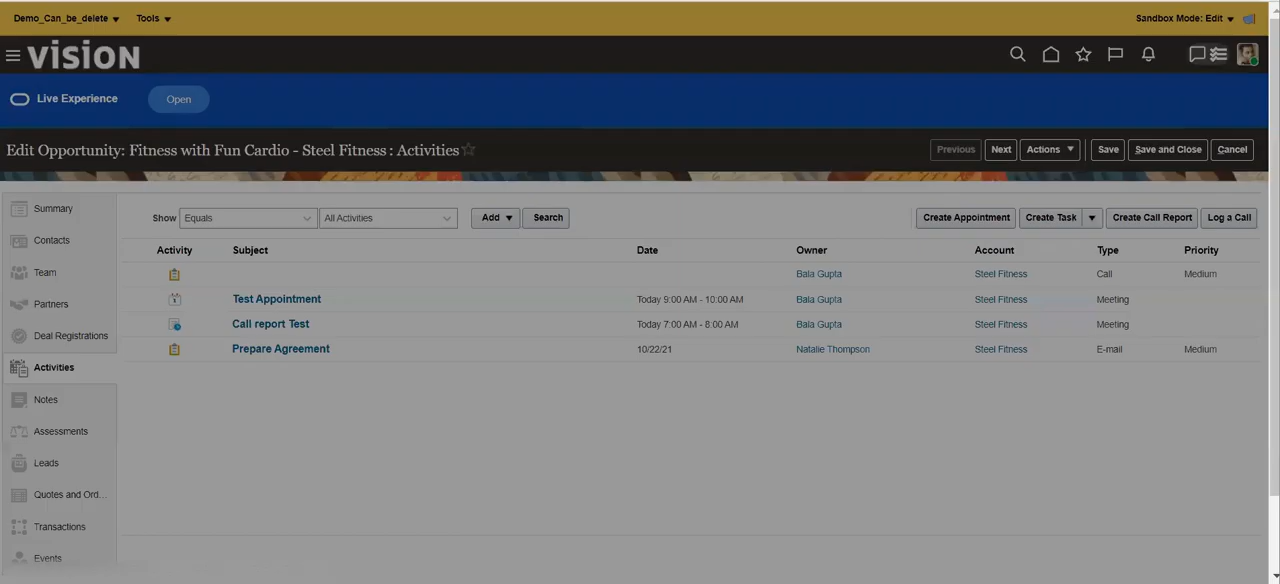 Demo_Can_be_delete Tools Sandbox Mode: Edit
VISION
Live Experience Open
Edit Opportunity: Fitness with Fun Cardio - Steel Fitness : Activities Previous Next Actions Save Save and Close Cancel
Summary
Contacts
Team
Partners
Deal Registrations
Activities
Notes
Assessments
Leads
Quotes and Ord...
Transactions
Events
Show Equals All Activities Add Search Create Appointment Create Task Create Call Report Log a Call
Activity Subject Date Owner Account Type Priority
Bala Gupta Steel Fitness Call Medium
Test Appointment Today 9:00 AM - 10:00 AM Bala Gupta Steel Fitness Meeting
Call report Test Today 7:00 AM - 8:00 AM Bala Gupta Steel Fitness Meeting
Prepare Agreement 10/22/21 Natalie Thompson Steel Fitness E-mail Medium